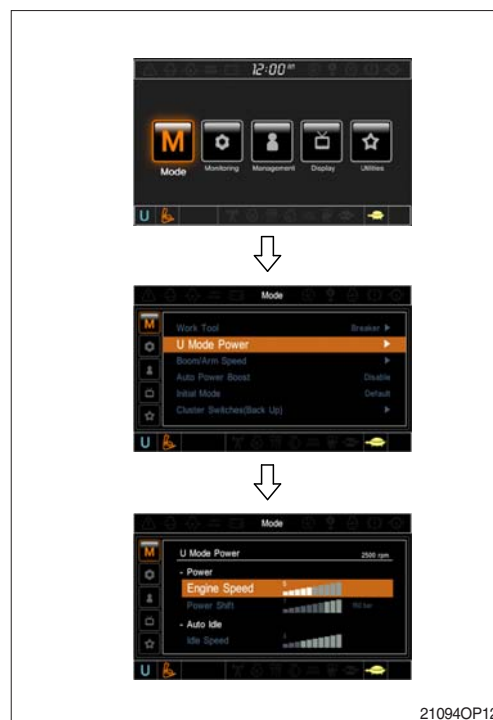 12:00
Mode
Monitoring
Management
Display
Utilities
U
Mode
M
Work Tool Breaker
U Mode Power
Boom/Arm Speed
Auto Power Boost Disable
Initial Mode Default
Cluster Switches(Back Up)
U
Mode
M
U Mode Power 2500 rpm
- Power
Engine Speed 5
Power Shift
- Auto Idle
Idle Speed
U
21094OP12